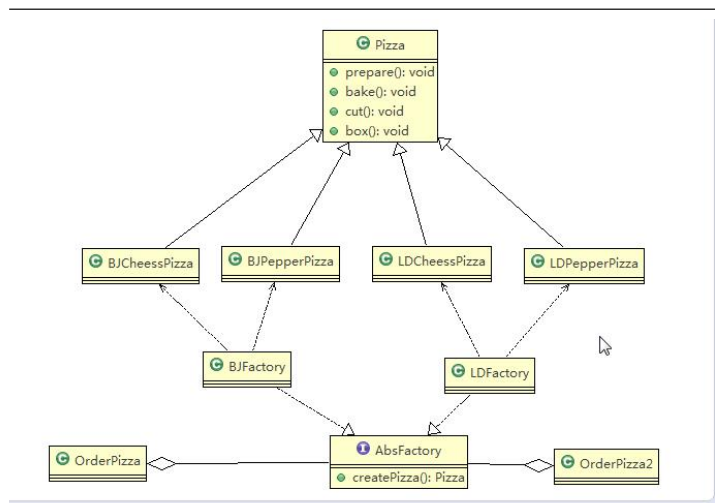 C Pizza
prepare(): void
bake(): void
cut(): void
box(): void
C BJCheessPizza
C BJPepperPizza
C LDCheessPizza
C LDPepperPizza
C BJFactory
C LDFactory
C OrderPizza
I AbsFactory
createPizza(): Pizza
C OrderPizza2